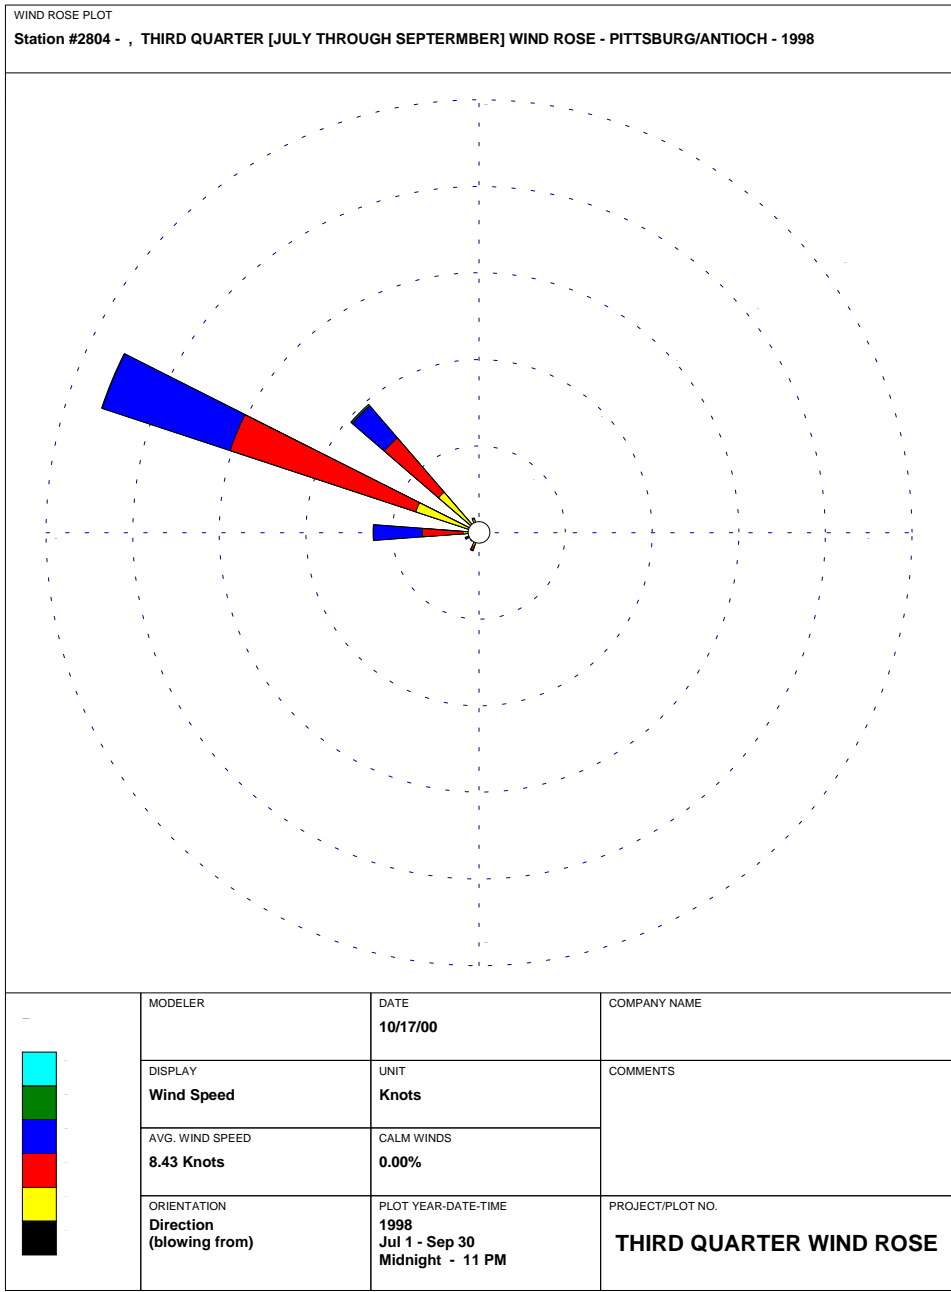 WIND ROSE PLOT
Station #2804 - , THIRD QUARTER [JULY THROUGH SEPTERMBER] WIND ROSE - PITTSBURG/ANTIOCH - 1998
MODELER
DATE
10/17/00
COMPANY NAME
DISPLAY
Wind Speed
UNIT
Knots
COMMENTS
AVG. WIND SPEED
8.43 Knots
CALM WINDS
0.00%
ORIENTATION
Direction
(blowing from)
PLOT YEAR-DATE-TIME
1998
Jul 1 - Sep 30
Midnight - 11 PM
PROJECT/PLOT NO.
THIRD QUARTER WIND ROSE